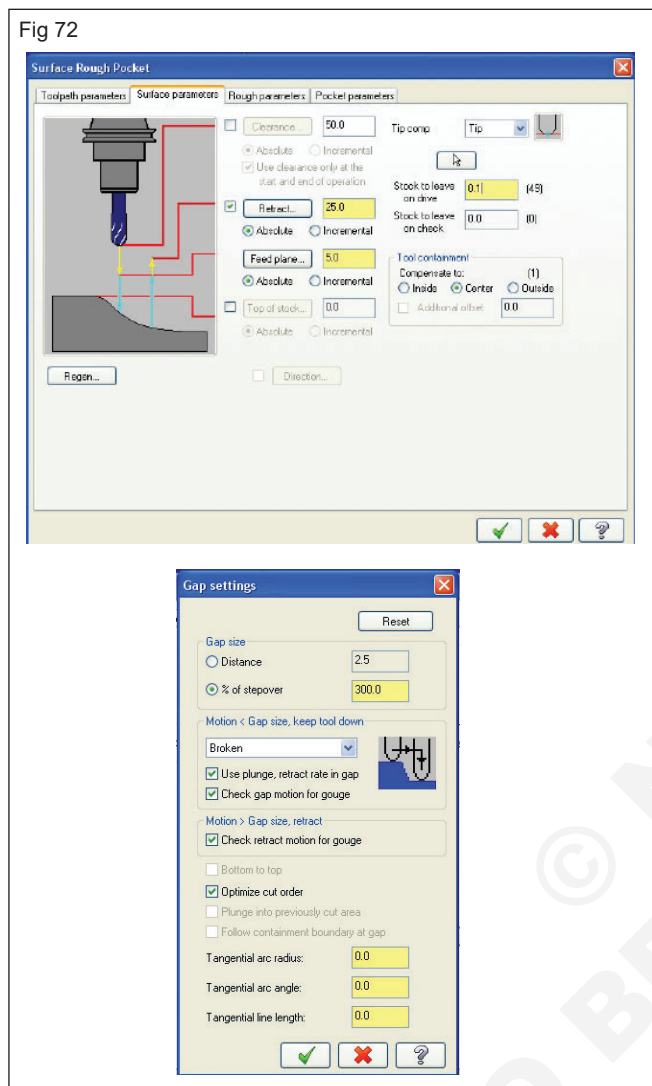 Fig 72
Surface Rough Pocket
Toolpath parameters Surface parameters Rough parameters Pocket parameters
Clearance... 50.0
Absolute Incremental
Use clearance only at the
start and end of operation
Retract... 25.0
Absolute Incremental
Feed plane... 5.0
Absolute Incremental
Top of stock... 0.0
Absolute Incremental
Tip comp Tip
Stock to leave
on drive 0.1 (49)
Stock to leave
on check 0.0 (0)
Tool containment
Compensate to: (1)
Inside Center Outside
Additional offset 0.0
Regen... Direction...
Gap settings
Reset
Gap size
Distance 2.5
% of stepover 300.0
Motion < Gap size, keep tool down
Broken
Use plunge, retract rate in gap
Check gap motion for gouge
Motion > Gap size, retract
Check retract motion for gouge
Bottom to top
Optimize cut order
Plunge into previously cut area
Follow containment boundary at gap
Tangential arc radius: 0.0
Tangential arc angle: 0.0
Tangential line length: 0.0